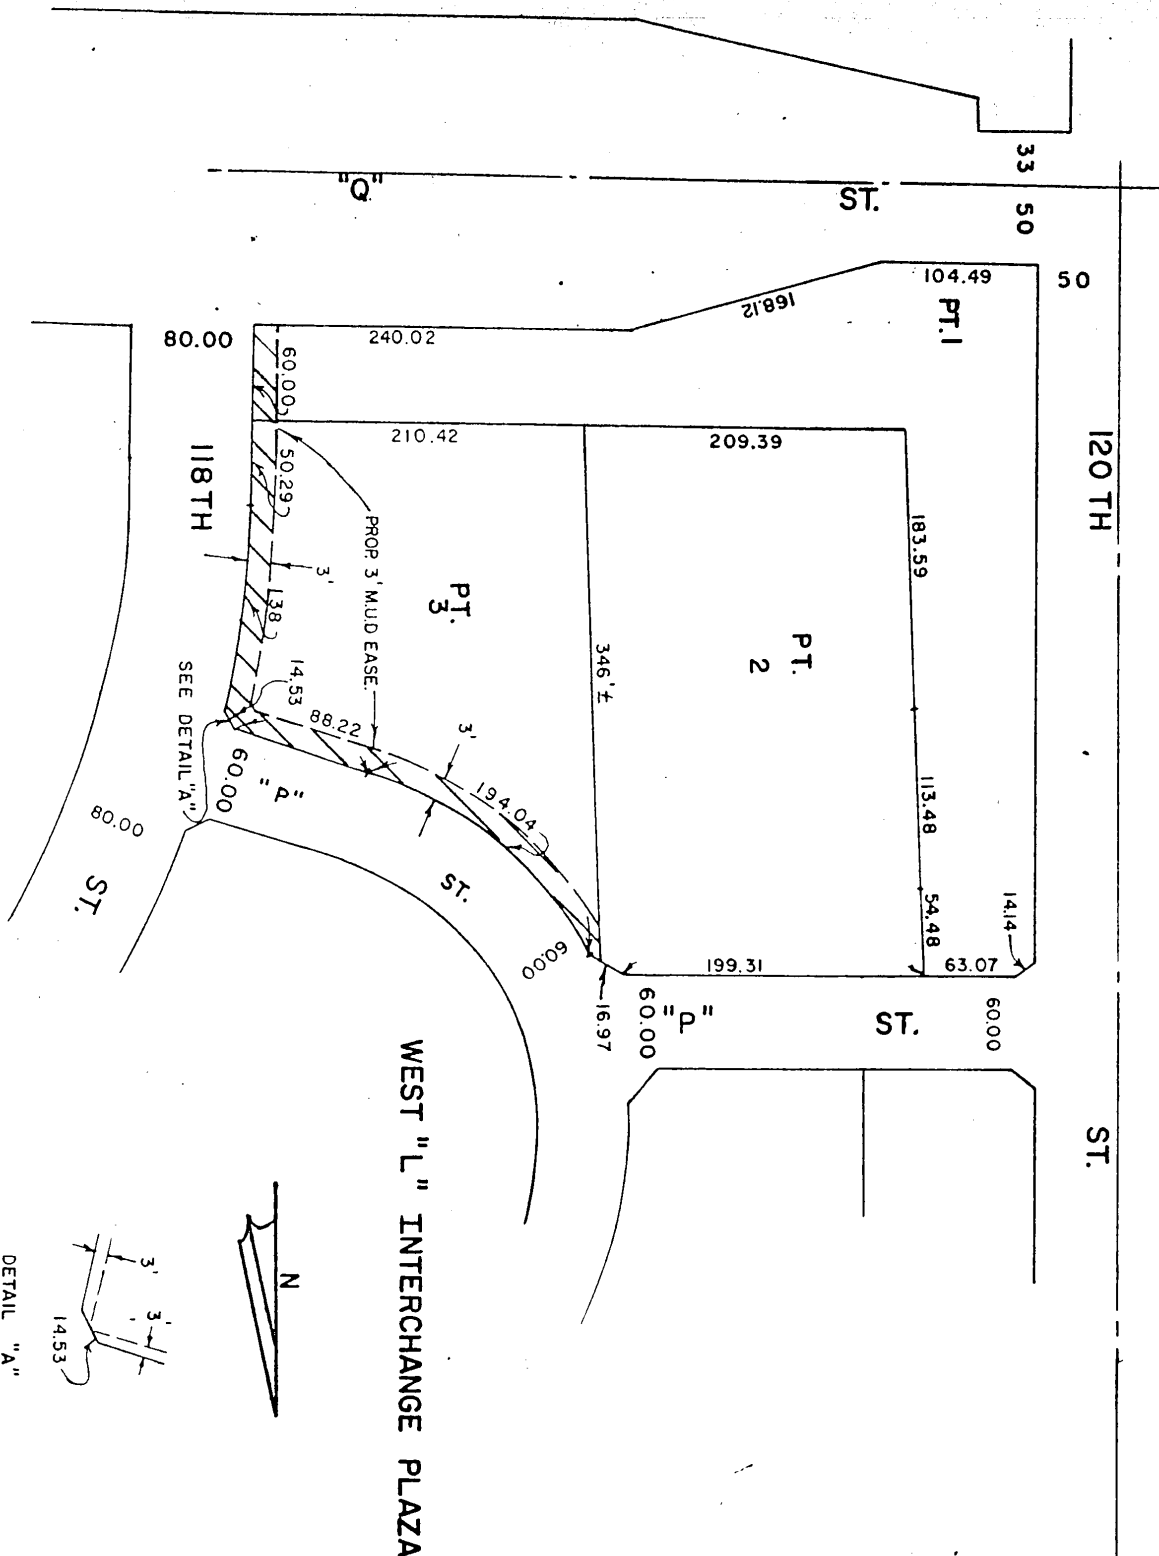 33
50
"Q"
ST.
50
104.49
168.12
PT.1
80.00
240.02
60.00
210.42
209.39
120 TH
118TH
50.29
PROP. 3' M.U.D EASE.
183.59
3'
138
PT.
3
PT.
2
346'±
14.53
SEE DETAIL "A"
88.22
3'
60.00
"P"
194.04
113.48
80.00
ST.
ST.
54.48
14.14
60.00
199.31
63.07
16.97
60.00
"P"
ST.
60.00
ST.
WEST "L" INTERCHANGE PLAZA
N
3'
3'
14.53
DETAIL "A"